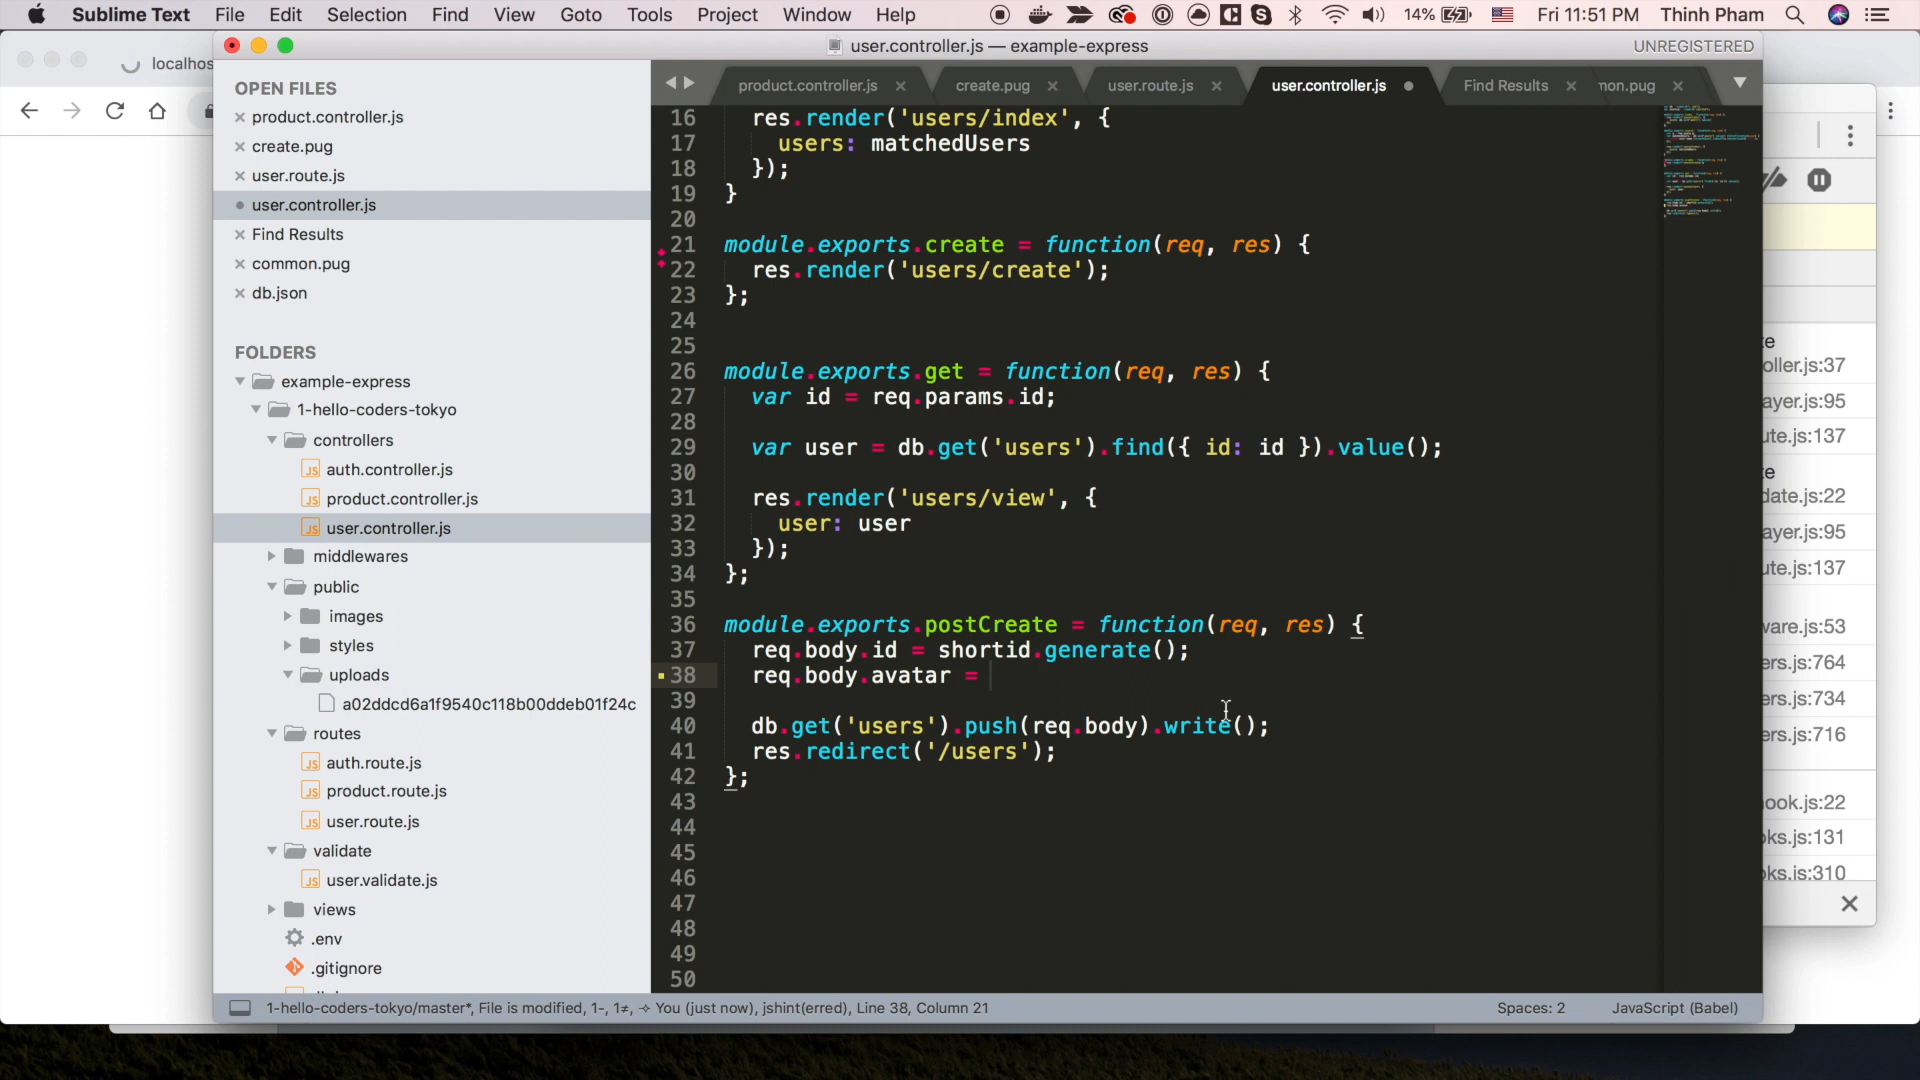 Sublime Text File Edit Selection Find View Goto Tools Project Window Help 14% Fri 11:51 PM Thinh Pham
localhos
user.controller.js — example-express UNREGISTERED
OPEN FILES
product.controller.js
create.pug
user.route.js
user.controller.js
Find Results
common.pug
db.json
FOLDERS
example-express
1-hello-coders-tokyo
controllers
auth.controller.js
product.controller.js
user.controller.js
middlewares
public
images
styles
uploads
a02ddcd6a1f9540c118b00ddeb01f24c
routes
auth.route.js
product.route.js
user.route.js
validate
user.validate.js
views
.env
.gitignore
product.controller.js create.pug user.route.js user.controller.js Find Results mon.pug
16 res.render('users/index', {
17 users: matchedUsers
18 });
19 }
20
21 module.exports.create = function(req, res) {
22 res.render('users/create');
23 };
24
25
26 module.exports.get = function(req, res) {
27 var id = req.params.id;
28
29 var user = db.get('users').find({ id: id }).value();
30
31 res.render('users/view', {
32 user: user
33 });
34 };
35
36 module.exports.postCreate = function(req, res) {
37 req.body.id = shortid.generate();
38 req.body.avatar =
39
40 db.get('users').push(req.body).write();
41 res.redirect('/users');
42 };
43
44
45
46
47
48
49
50
1-hello-coders-tokyo/master*, File is modified, 1-, 1≠, You (just now), jshint(erred), Line 38, Column 21 Spaces: 2 JavaScript (Babel)
te
oller.js:37
ayer.js:95
ute.js:137
te
date.js:22
ayer.js:95
ute.js:137
ware.js:53
ers.js:764
ers.js:734
ers.js:716
ook.js:22
oks.js:131
oks.js:310